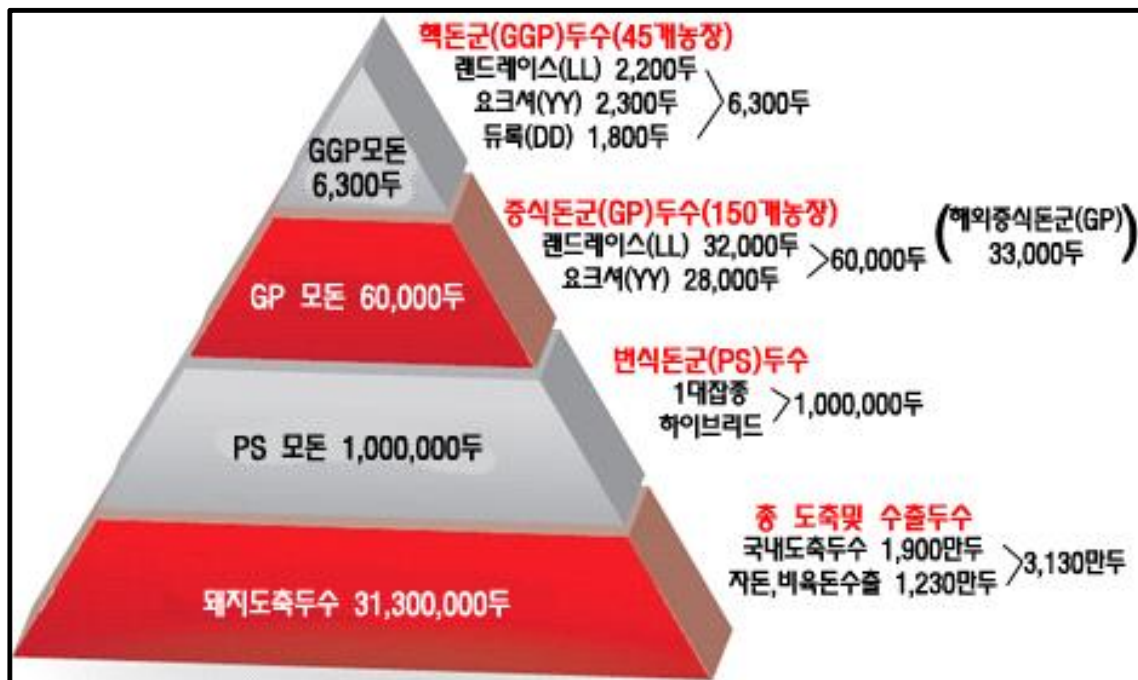 핵돈군(GGP)두수(45개농장)
랜드레이스(LL) 2,200두
요크셔(YY) 2,300두
듀록(DD) 1,800두
6,300두
GGP모돈
6,300두
증식돈군(GP)두수(150개농장)
랜드레이스(LL) 32,000두
요크셔(YY) 28,000두
60,000두
(해외증식돈군(GP)
33,000두)
GP 모돈 60,000두
번식돈군(PS)두수
1대잡종
하이브리드
1,000,000두
PS 모돈 1,000,000두
총 도축및 수출두수
국내도축두수 1,900만두
자돈,비육돈수출 1,230만두
3,130만두
돼지도축두수 31,300,000두